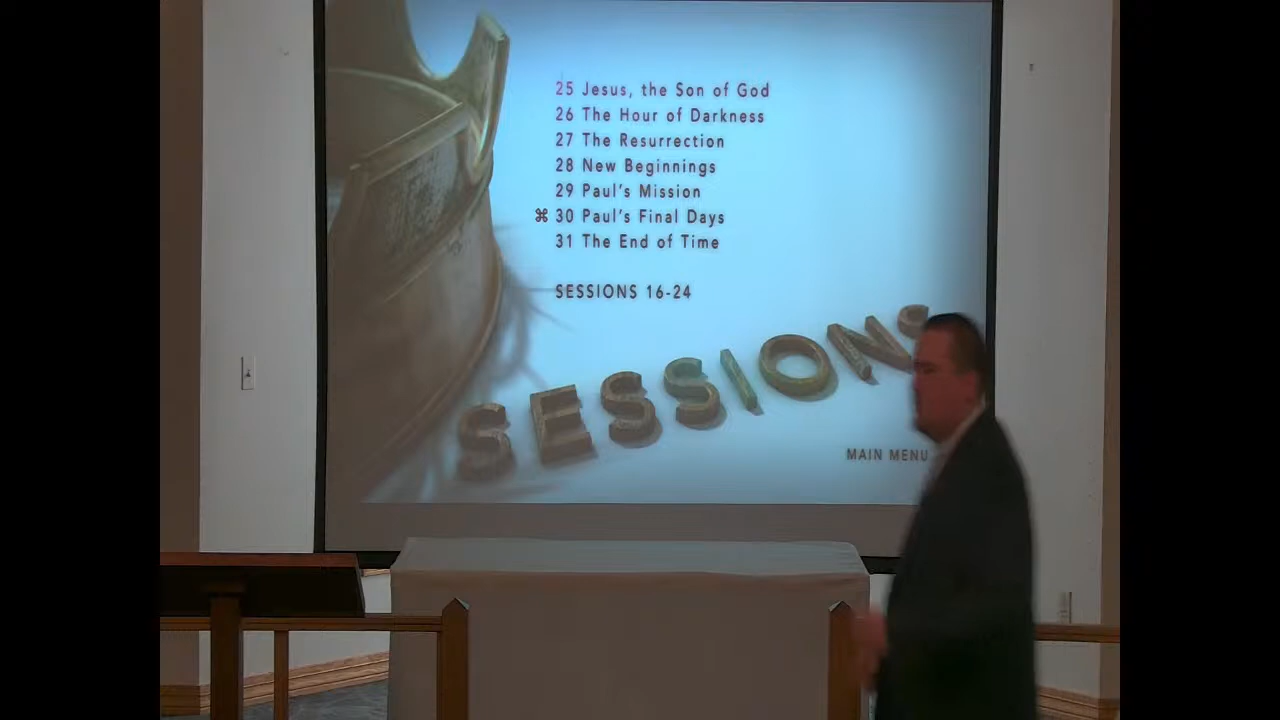 25 Jesus, the Son of God
26 The Hour of Darkness
27 The Resurrection
28 New Beginnings
29 Paul's Mission
⌘ 30 Paul's Final Days
31 The End of Time
SESSIONS 16-24
SESSIONS
MAIN MENU